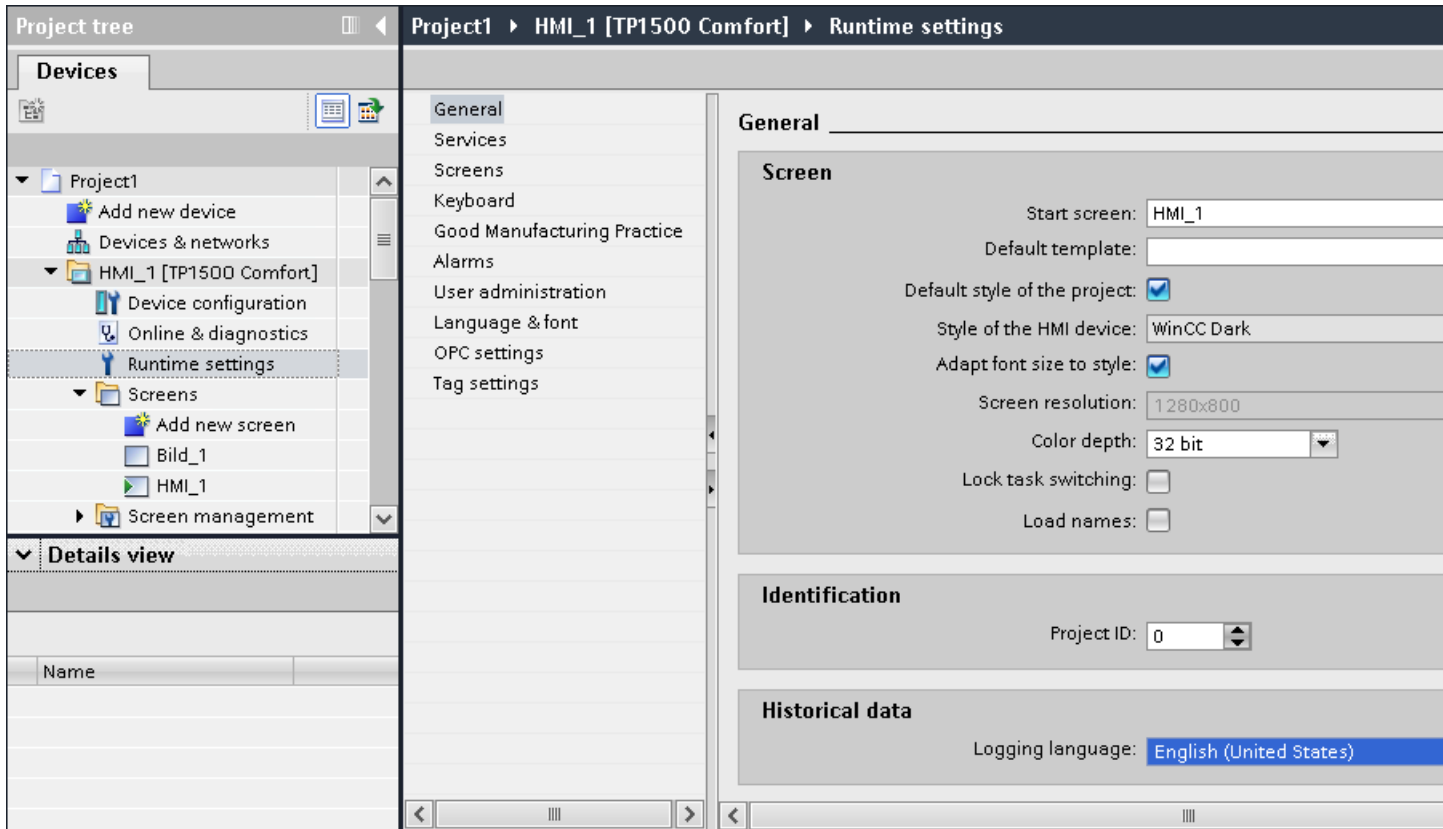 Project tree
Devices
Project1
Add new device
Devices & networks
HMI_1 [TP1500 Comfort]
Device configuration
Online & diagnostics
Runtime settings
Screens
Add new screen
Bild_1
HMI_1
Screen management
Details view
Name
Project1 HMI_1 [TP1500 Comfort] Runtime settings
General
Services
Screens
Keyboard
Good Manufacturing Practice
Alarms
User administration
Language & font
OPC settings
Tag settings
General
Screen
Start screen: HMI_1
Default template:
Default style of the project:
Style of the HMI device: WinCC Dark
Adapt font size to style:
Screen resolution: 1280x800
Color depth: 32 bit
Lock task switching:
Load names:
Identification
Project ID: 0
Historical data
Logging language: English (United States)